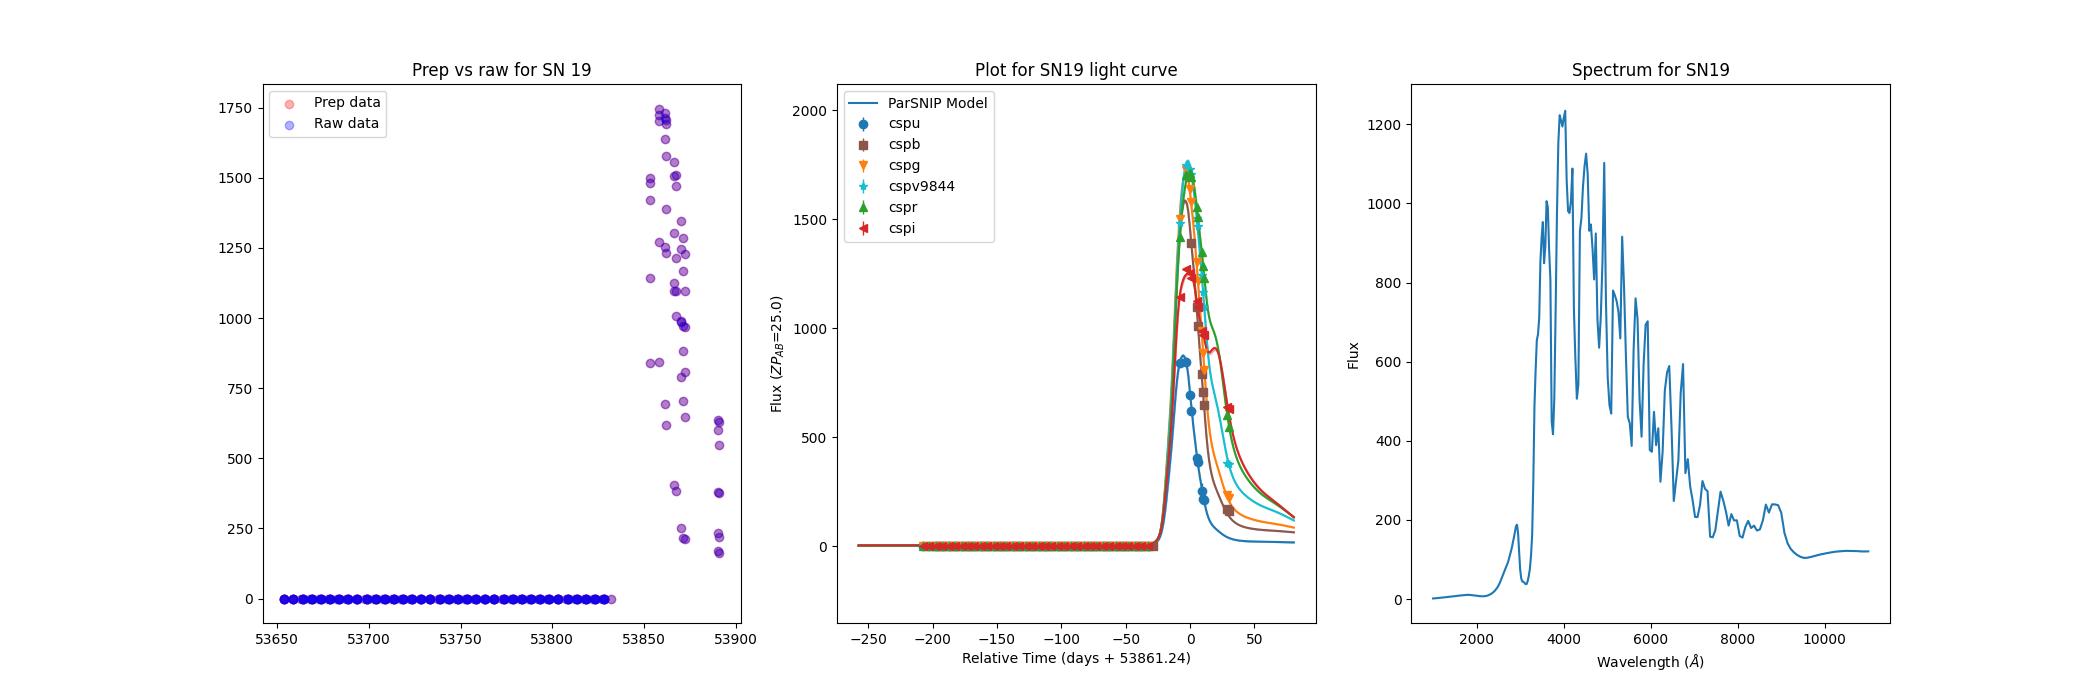 Prep vs raw for SN 19
Prep data
Raw data
1750
1500
1250
1000
750
500
250
0
53650
53700
53750
53800
53850
53900
Plot for SN19 light curve
ParSNIP Model
cspu
cspb
cspg
cspv9844
cspr
cspi
Flux (ZP_AB=25.0)
2000
1500
1000
500
0
−250
−200
−150
−100
−50
0
50
Relative Time (days + 53861.24)
Spectrum for SN19
Flux
1200
1000
800
600
400
200
0
2000
4000
6000
8000
10000
Wavelength (Å)